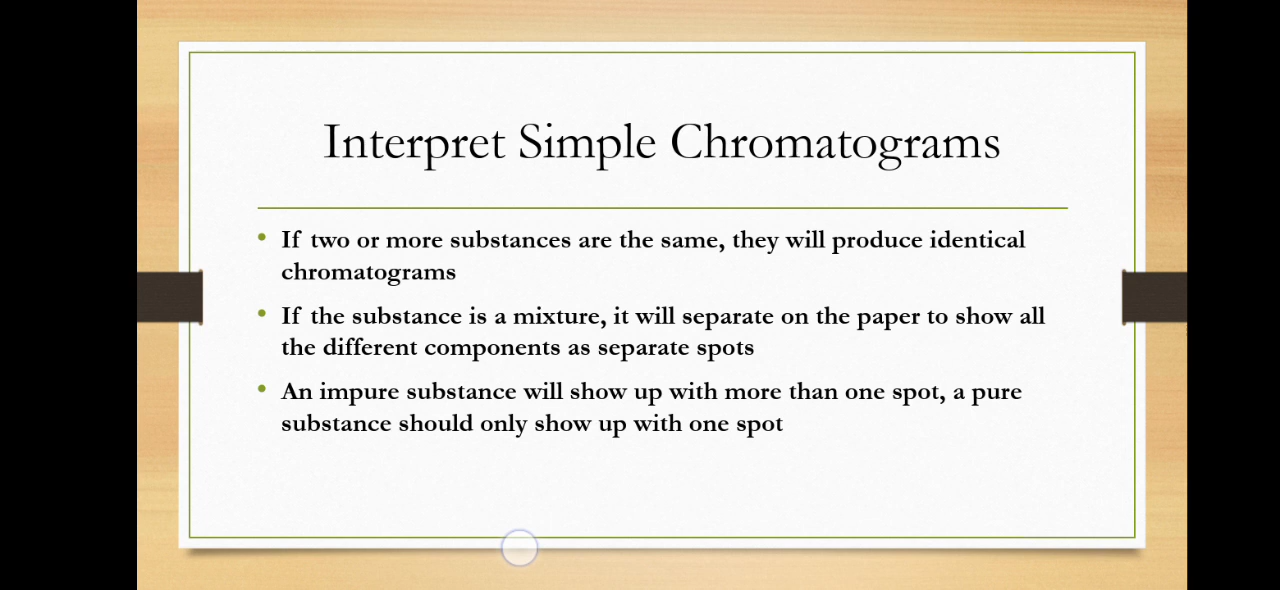 Interpret Simple Chromatograms
• If two or more substances are the same, they will produce identical
chromatograms
• If the substance is a mixture, it will separate on the paper to show all
the different components as separate spots
• An impure substance will show up with more than one spot, a pure
substance should only show up with one spot